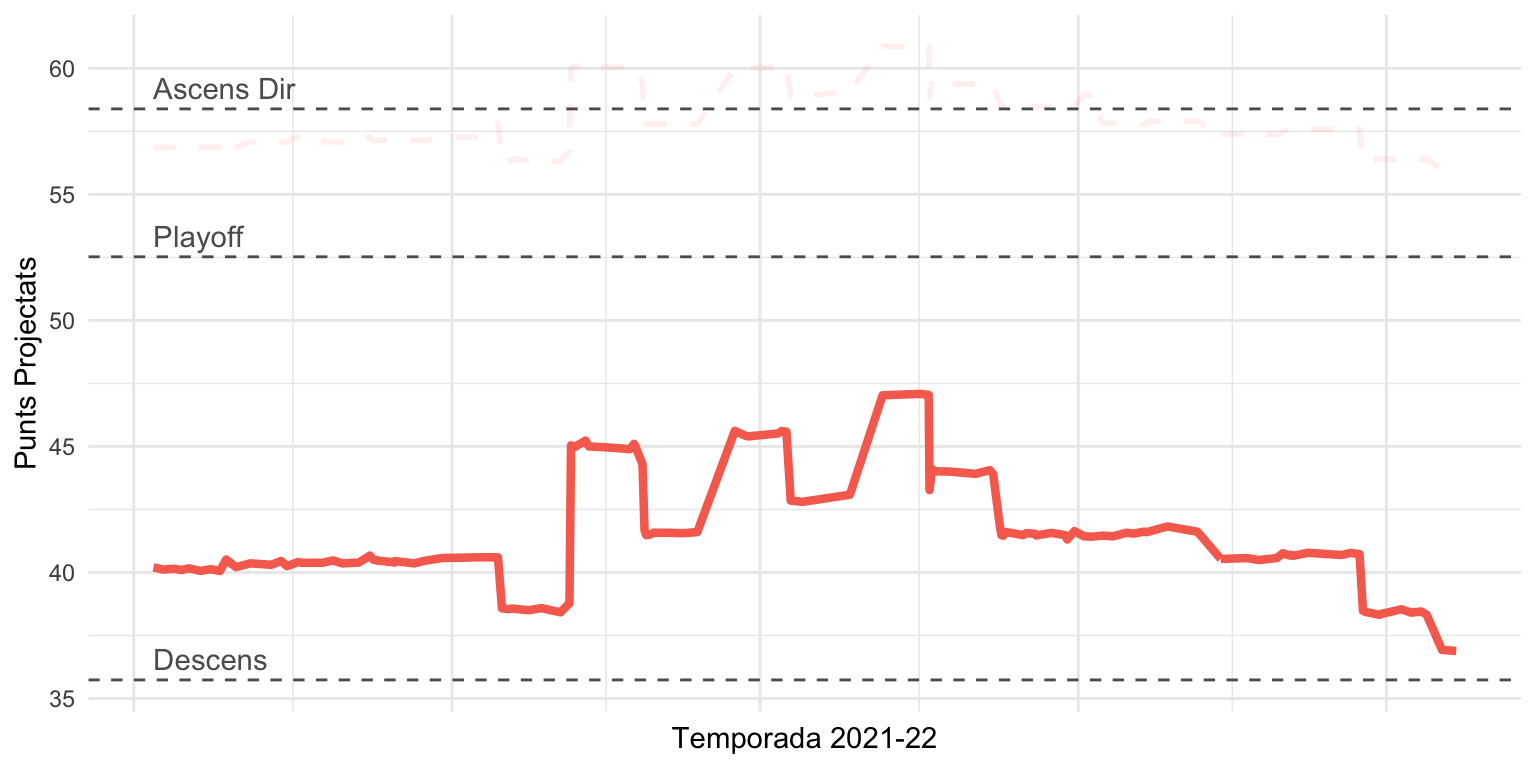 60
Ascens Dir
55
Playoff
50
Punts Projectats
45
40
Descens
35
Temporada 2021-22